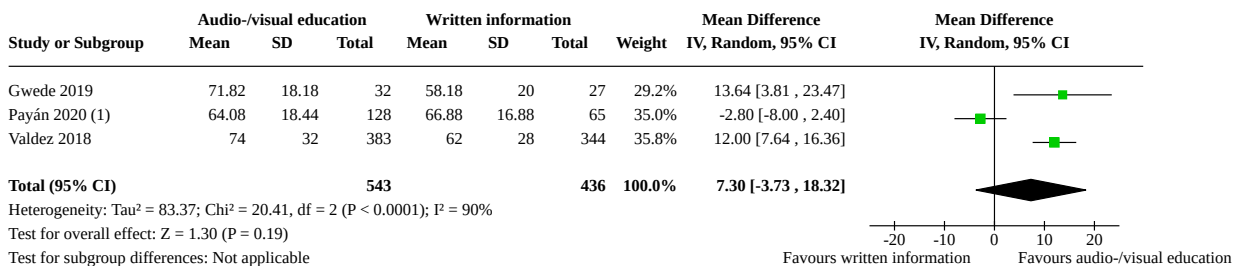 Audio-/visual education Written information Mean Difference Mean Difference
Study or Subgroup Mean SD Total Mean SD Total Weight IV, Random, 95% CI IV, Random, 95% CI
Gwede 2019 71.82 18.18 32 58.18 20 27 29.2% 13.64 [3.81 , 23.47]
Payán 2020 (1) 64.08 18.44 128 66.88 16.88 65 35.0% -2.80 [-8.00 , 2.40]
Valdez 2018 74 32 383 62 28 344 35.8% 12.00 [7.64 , 16.36]
Total (95% CI) 543 436 100.0% 7.30 [-3.73 , 18.32]
Heterogeneity: Tau² = 83.37; Chi² = 20.41, df = 2 (P < 0.0001); I² = 90%
Test for overall effect: Z = 1.30 (P = 0.19) -20 -10 0 10 20
Test for subgroup differences: Not applicable Favours written information Favours audio-/visual education